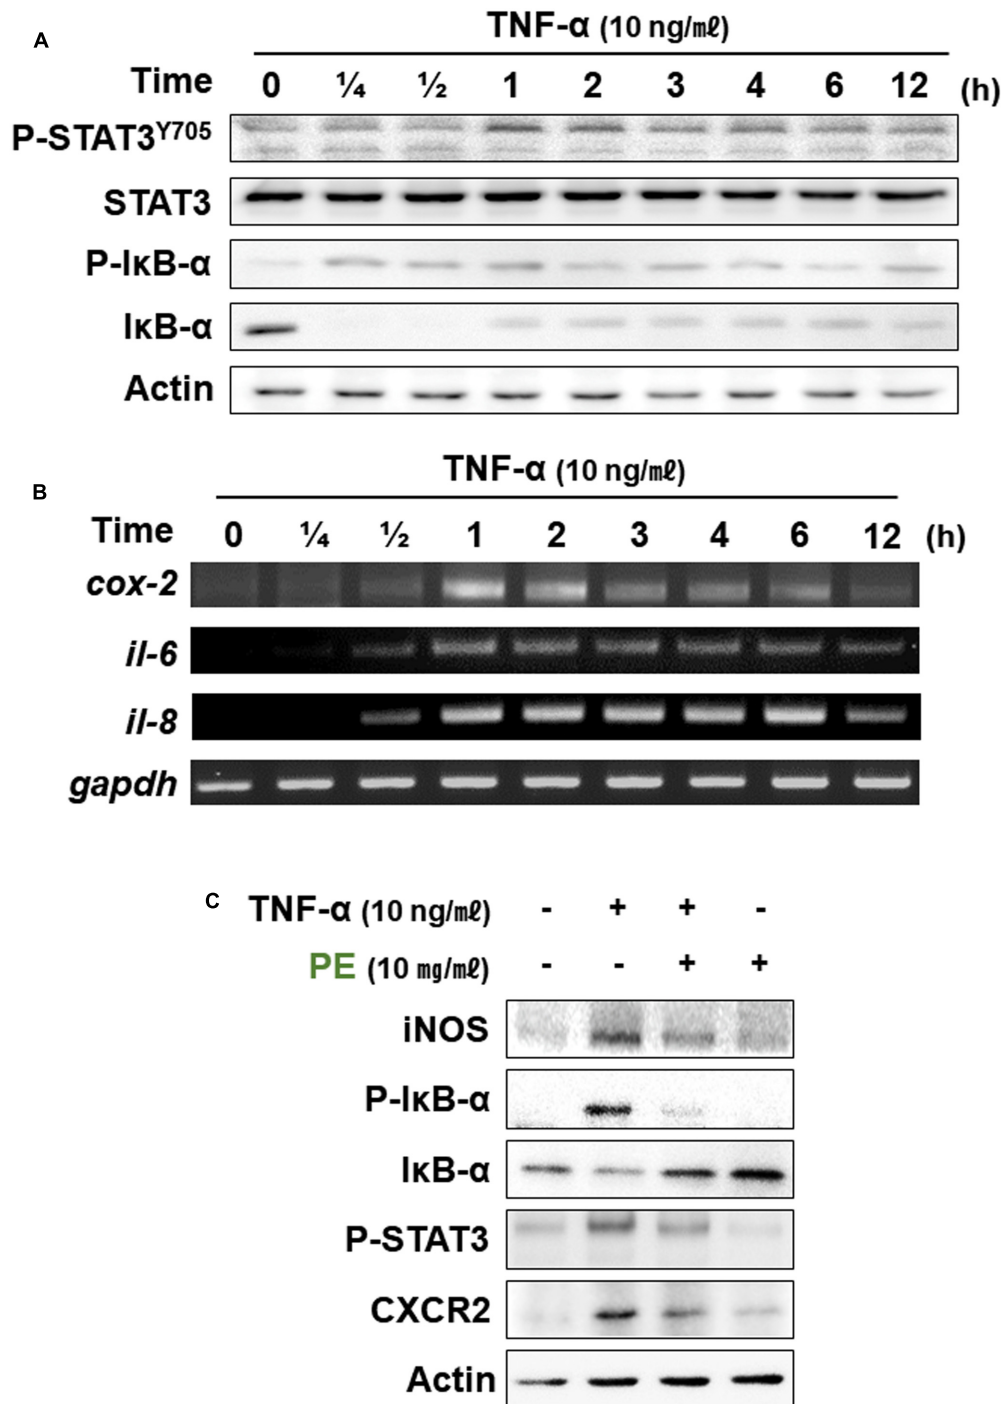 A
TNF-α (10 ng/㎖)
Time 0 ¼ ½ 1 2 3 4 6 12 (h)
P-STAT3Y705
STAT3
P-IκB-α
IκB-α
Actin
B
TNF-α (10 ng/㎖)
Time 0 ¼ ½ 1 2 3 4 6 12 (h)
cox-2
il-6
il-8
gapdh
C
TNF-α (10 ng/㎖) - + + -
PE (10 ㎎/㎖) - - + +
iNOS
P-IκB-α
IκB-α
P-STAT3
CXCR2
Actin